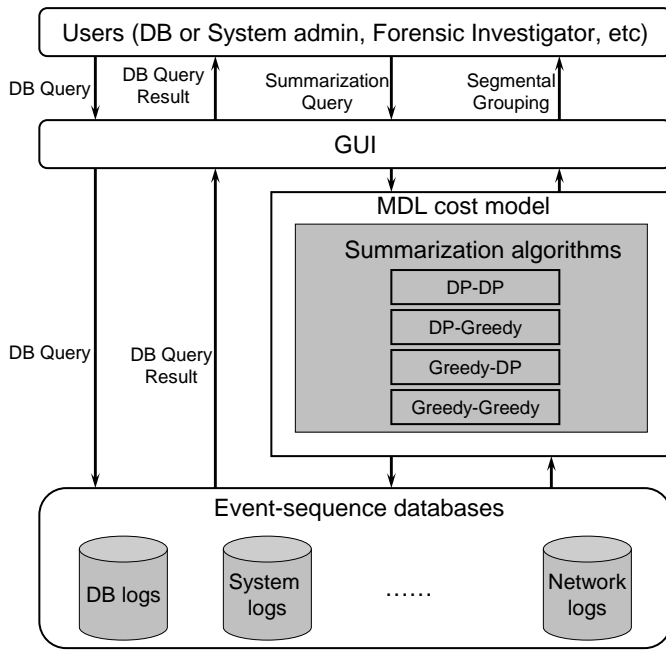 Users (DB or System admin, Forensic Investigator, etc)
DB Query
DB Query
Result
Summarization
Query
Segmental
Grouping
GUI
MDL cost model
Summarization algorithms
DP-DP
DP-Greedy
Greedy-DP
Greedy-Greedy
DB Query
DB Query
Result
Event-sequence databases
DB logs
System
logs
......
Network
logs